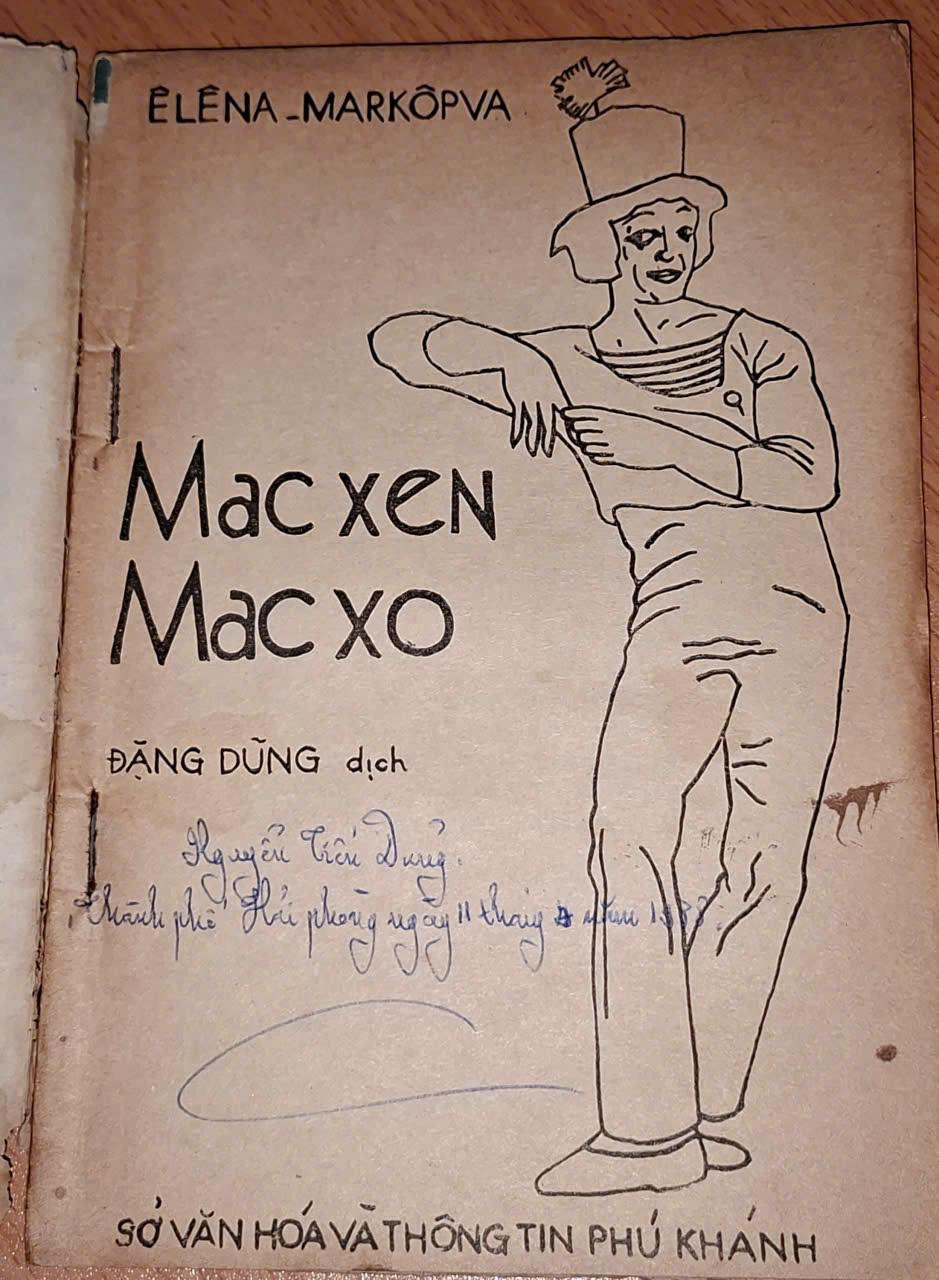 ÊLÊNA - MARKÔPVA
Mac xeN
Mac xo
ĐẶNG DŨNG dịch
Nguyễn Tiến Dũng.
Thành phố Hải phòng ngày 11 tháng năm
SỞ VĂN HÓA VÀ THÔNG TIN PHÚ KHÁNH